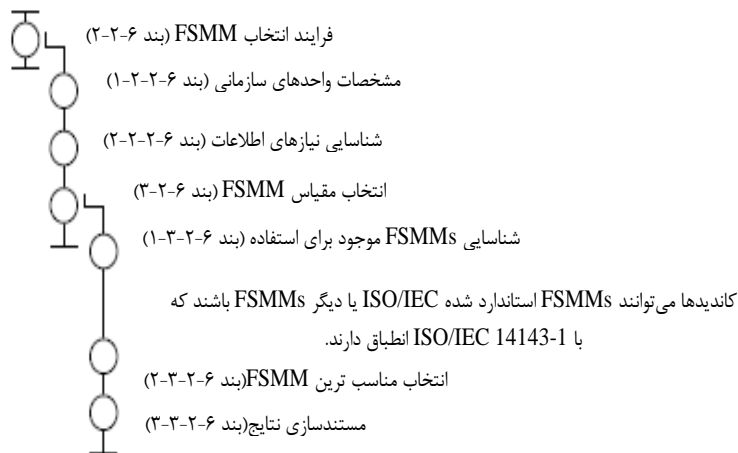 فرایند انتخاب FSMM (بند ۶-۲-۲)
مشخصات واحدهای سازمانی (بند ۶-۲-۲-۱)
شناسایی نیازهای اطلاعات (بند ۶-۲-۲-۲)
انتخاب مقیاس FSMM (بند ۶-۲-۳)
شناسایی FSMMs موجود برای استفاده (بند ۶-۲-۳-۱)
کاندیدها می‌توانند FSMMs استاندارد شده ISO/IEC یا دیگر FSMMs باشند که
با ISO/IEC 14143-1 انطباق دارند.
انتخاب مناسب ترین FSMM(بند ۶-۲-۳-۲)
مستندسازی نتایج(بند ۶-۲-۳-۳)